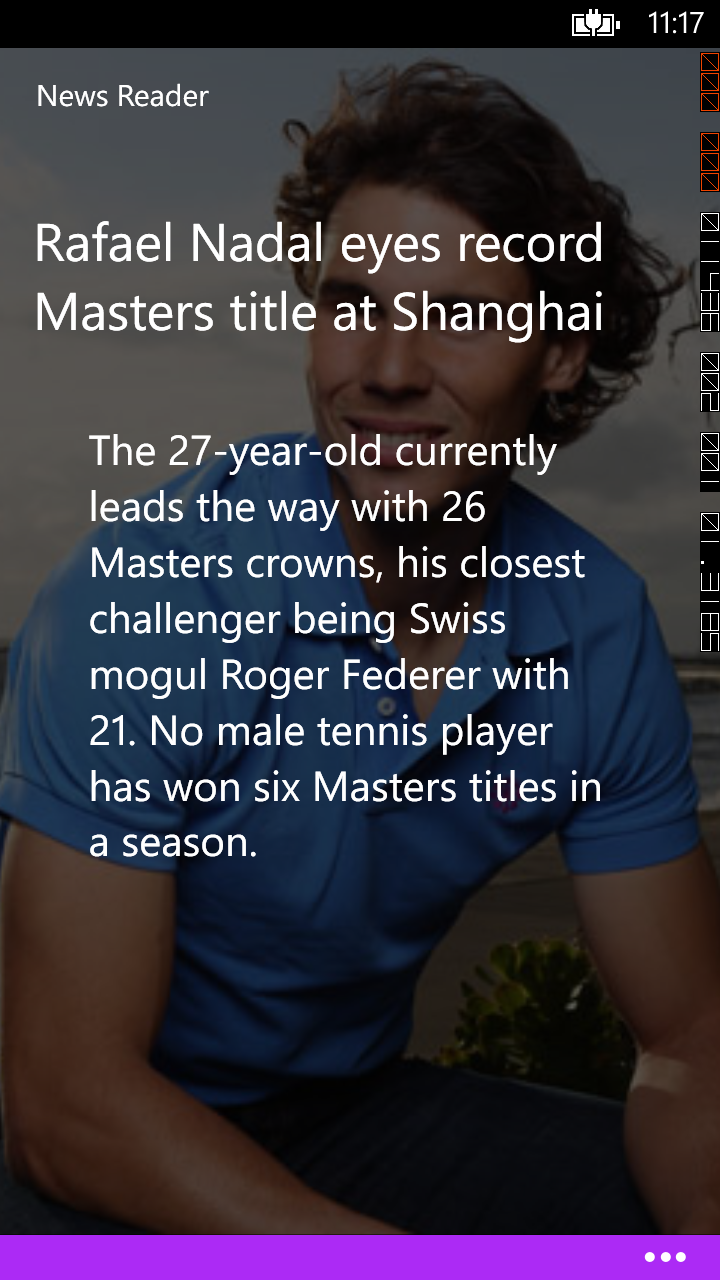 11:17
News Reader
Rafael Nadal eyes record
Masters title at Shanghai
The 27-year-old currently
leads the way with 26
Masters crowns, his closest
challenger being Swiss
mogul Roger Federer with
21. No male tennis player
has won six Masters titles in
a season.